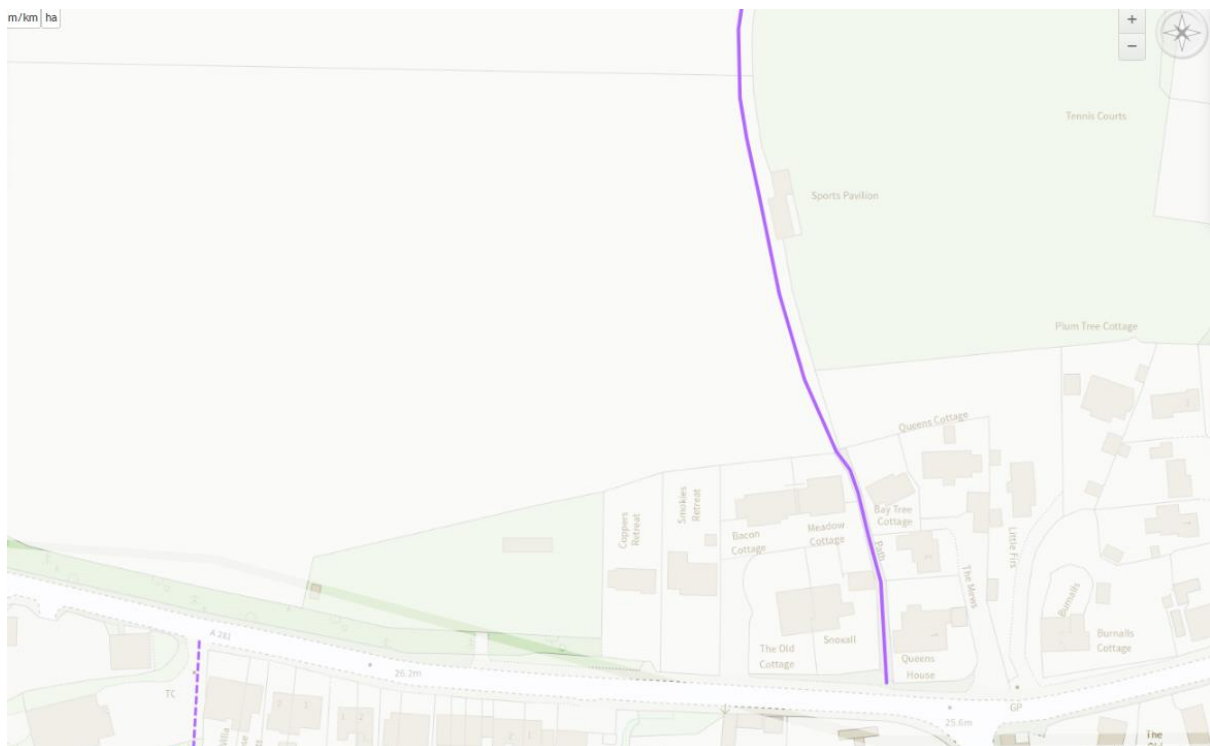 m/km ha
+
−
Tennis Courts
Sports Pavilion
Plum Tree Cottage
Queens Cottage
Coppers
Retreat
Smokies
Retreat
Bacon
Cottage
Meadow
Cottage
Bay Tree
Cottage
Path
Little Firs
The Mews
Burnalls
Burnalls
Cottage
The Old
Cottage
Snoxall
Queens
House
A 281
26.2m
TC
Villa
GP
25.6m
The